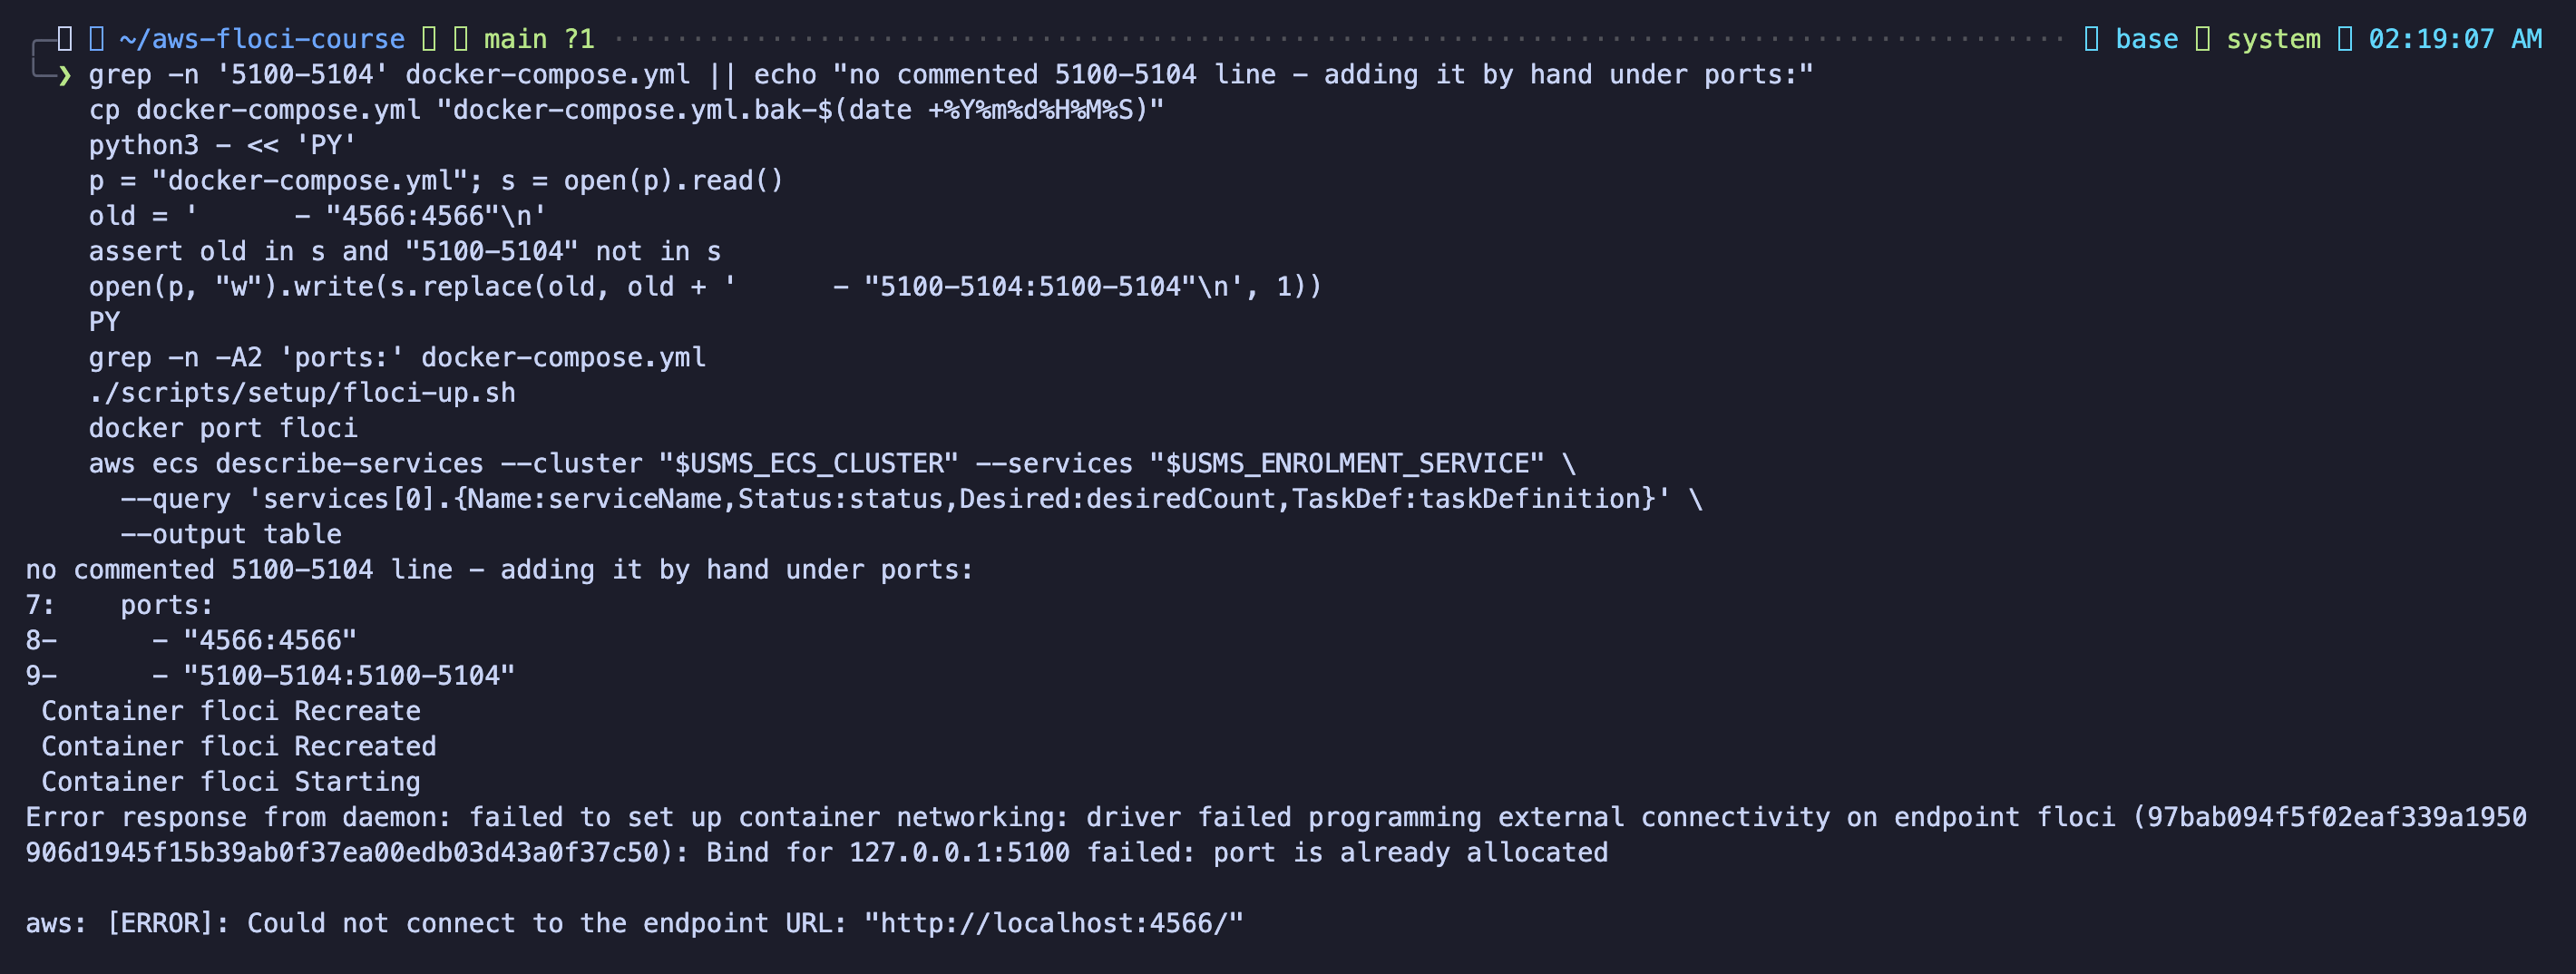 ~/aws-floci-course main ?1 base system 02:19:07 AM
❯ grep -n '5100-5104' docker-compose.yml || echo "no commented 5100-5104 line - adding it by hand under ports:"
cp docker-compose.yml "docker-compose.yml.bak-$(date +%Y%m%d%H%M%S)"
python3 - << 'PY'
p = "docker-compose.yml"; s = open(p).read()
old = '      - "4566:4566"\n'
assert old in s and "5100-5104" not in s
open(p, "w").write(s.replace(old, old + '      - "5100-5104:5100-5104"\n', 1))
PY
grep -n -A2 'ports:' docker-compose.yml
./scripts/setup/floci-up.sh
docker port floci
aws ecs describe-services --cluster "$USMS_ECS_CLUSTER" --services "$USMS_ENROLMENT_SERVICE" \
  --query 'services[0].{Name:serviceName,Status:status,Desired:desiredCount,TaskDef:taskDefinition}' \
  --output table
no commented 5100-5104 line - adding it by hand under ports:
7:    ports:
8-      - "4566:4566"
9-      - "5100-5104:5100-5104"
 Container floci Recreate
 Container floci Recreated
 Container floci Starting
Error response from daemon: failed to set up container networking: driver failed programming external connectivity on endpoint floci (97bab094f5f02eaf339a1950
906d1945f15b39ab0f37ea00edb03d43a0f37c50): Bind for 127.0.0.1:5100 failed: port is already allocated
aws: [ERROR]: Could not connect to the endpoint URL: "http://localhost:4566/"